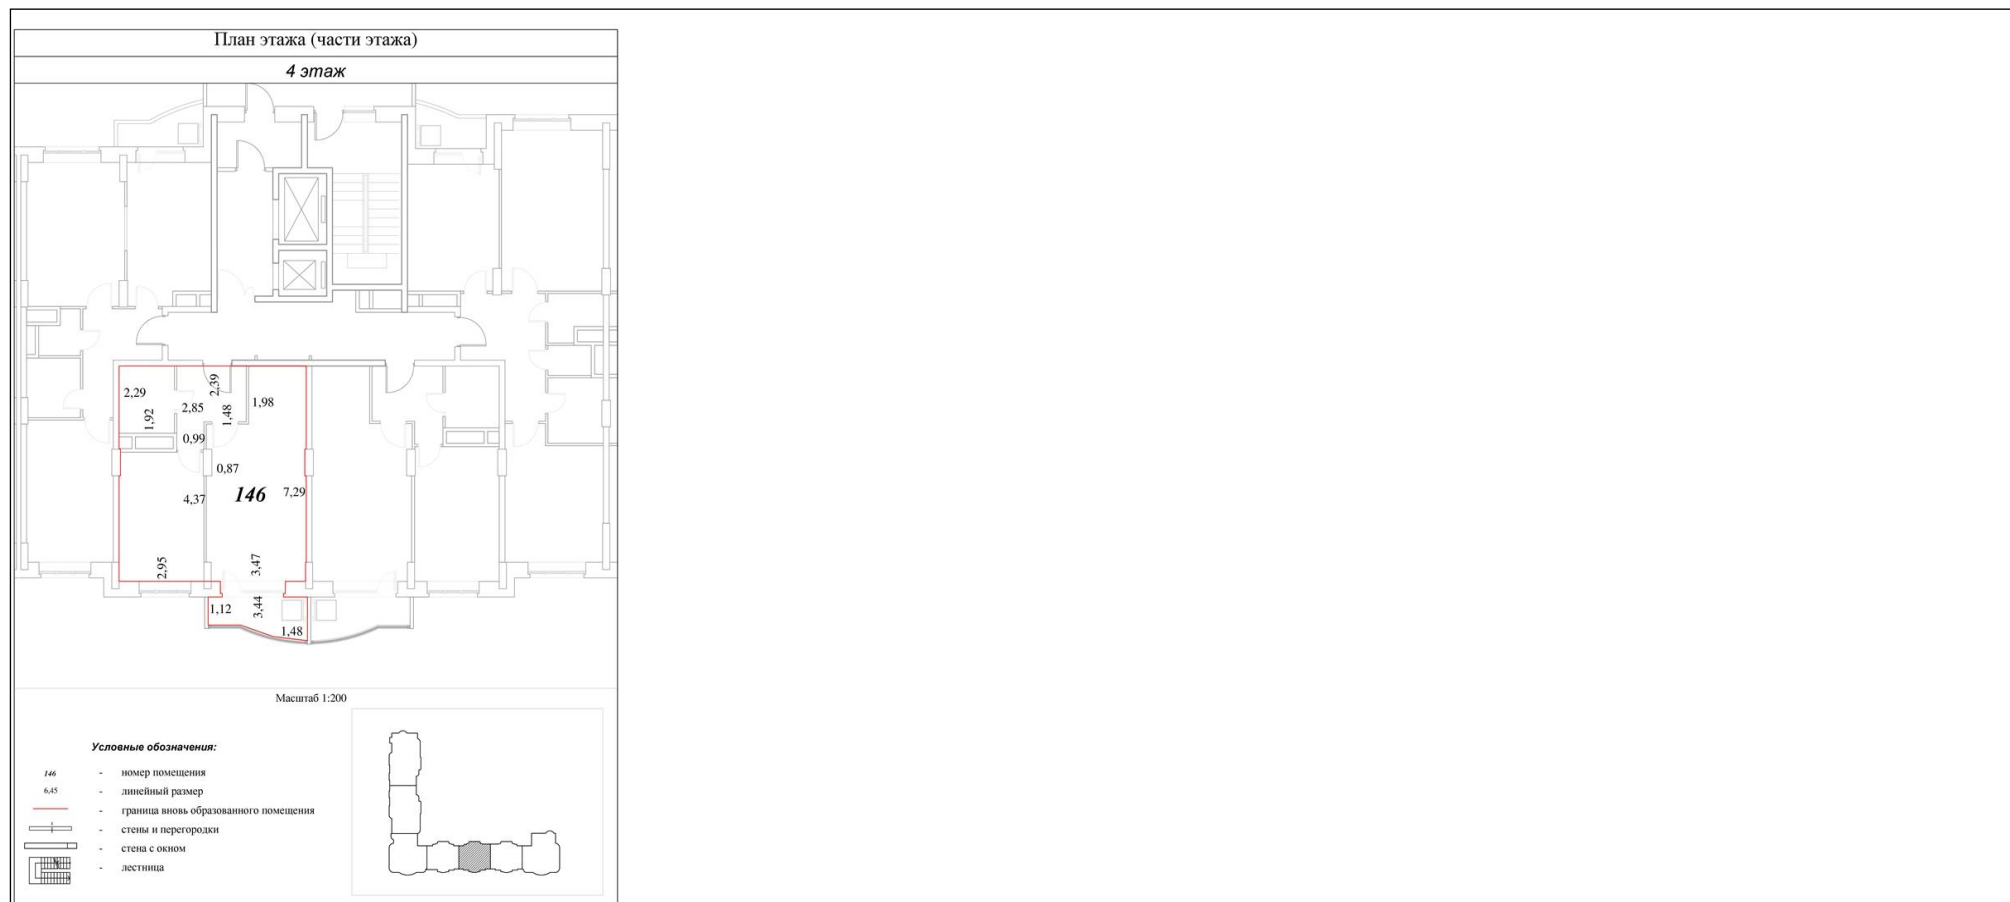 План этажа (части этажа)
4 этаж
2,29
1,92
2,85
2,39
1,48
1,98
0,99
0,87
4,37
146
7,29
2,95
3,47
1,12
3,44
1,48
Масштаб 1:200
Условные обозначения:
146 - номер помещения
6,45 - линейный размер
- граница вновь образованного помещения
- стены и перегородки
- стена с окном
- лестница